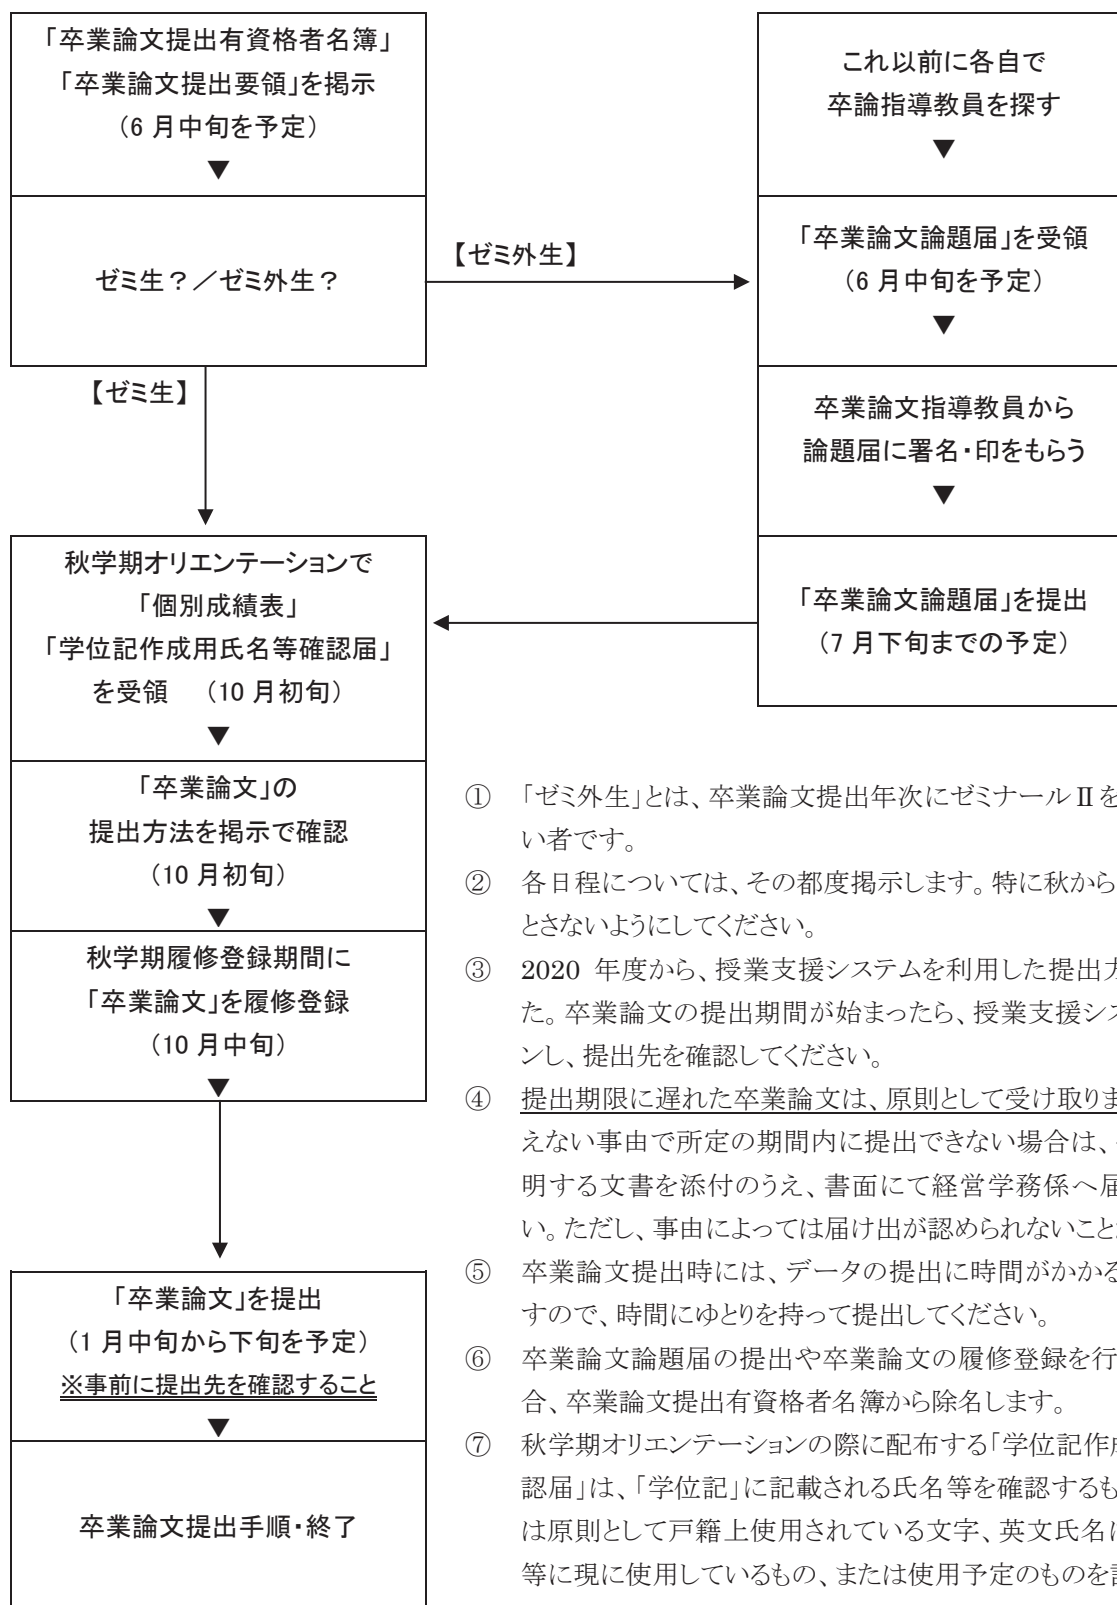 「卒業論文提出有資格者名簿」
「卒業論文提出要領」を掲示
（6 月中旬を予定）
▼
ゼミ生？／ゼミ外生？
【ゼミ外生】
【ゼミ生】
これ以前に各自で
卒論指導教員を探す
▼
「卒業論文論題届」を受領
（6 月中旬を予定）
▼
卒業論文指導教員から
論題届に署名・印をもらう
▼
「卒業論文論題届」を提出
（7 月下旬までの予定）
秋学期オリエンテーションで
「個別成績表」
「学位記作成用氏名等確認届」
を受領　（10 月初旬）
▼
「卒業論文」の
提出方法を掲示で確認
（10 月初旬）
▼
秋学期履修登録期間に
「卒業論文」を履修登録
（10 月中旬）
▼
「卒業論文」を提出
（1 月中旬から下旬を予定）
※事前に提出先を確認すること
▼
卒業論文提出手順・終了
① 「ゼミ外生」とは、卒業論文提出年次にゼミナールⅡを
い者です。
② 各日程については、その都度掲示します。特に秋から
とさないようにしてください。
③ 2020 年度から、授業支援システムを利用した提出
た。卒業論文の提出期間が始まったら、授業支援シ
ンし、提出先を確認してください。
④ 提出期限に遅れた卒業論文は、原則として受け取りま
えない事由で所定の期間内に提出できない場合は、
明する文書を添付のうえ、書面にて経営学務係へ届
い。ただし、事由によっては届け出が認められないこと
⑤ 卒業論文提出時には、データの提出に時間がかかる
すので、時間にゆとりを持って提出してください。
⑥ 卒業論文論題届の提出や卒業論文の履修登録を行
合、卒業論文提出有資格者名簿から除名します。
⑦ 秋学期オリエンテーションの際に配布する「学位記作
認届」は、「学位記」に記載される氏名等を確認するも
は原則として戸籍上使用されている文字、英文氏名
等に現に使用しているもの、または使用予定のものを